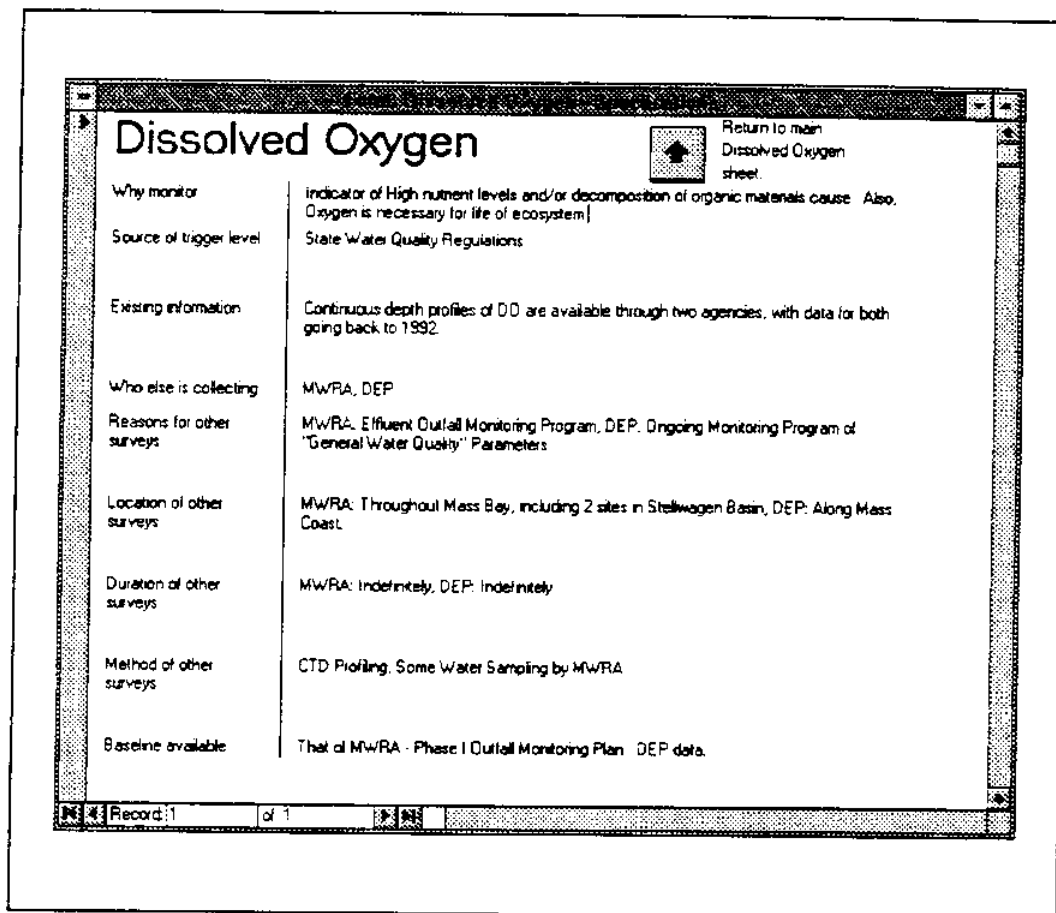 Dissolved Oxygen
Return to main
Dissolved Oxygen
sheet.
Why monitor
Indicator of High nutrient levels and/or decomposition of organic materials cause. Also,
Oxygen is necessary for life of ecosystem
Source of trigger level
State Water Quality Regulations
Existing information
Continuous depth profiles of DO are available through two agencies, with data for both
going back to 1992.
Who else is collecting
MWRA, DEP
Reasons for other
surveys
MWRA: Effluent Outfall Monitoring Program, DEP: Ongoing Monitoring Program of
"General Water Quality" Parameters
Location of other
surveys
MWRA: Throughout Mass Bay, including 2 sites in Stellwagen Basin, DEP: Along Mass
Coast.
Duration of other
surveys
MWRA: Indefinitely, DEP: Indefinitely
Method of other
surveys
CTD Profiling, Some Water Sampling by MWRA
Baseline available
That of MWRA - Phase I Outfall Monitoring Plan. DEP data.
Record: 1 of 1